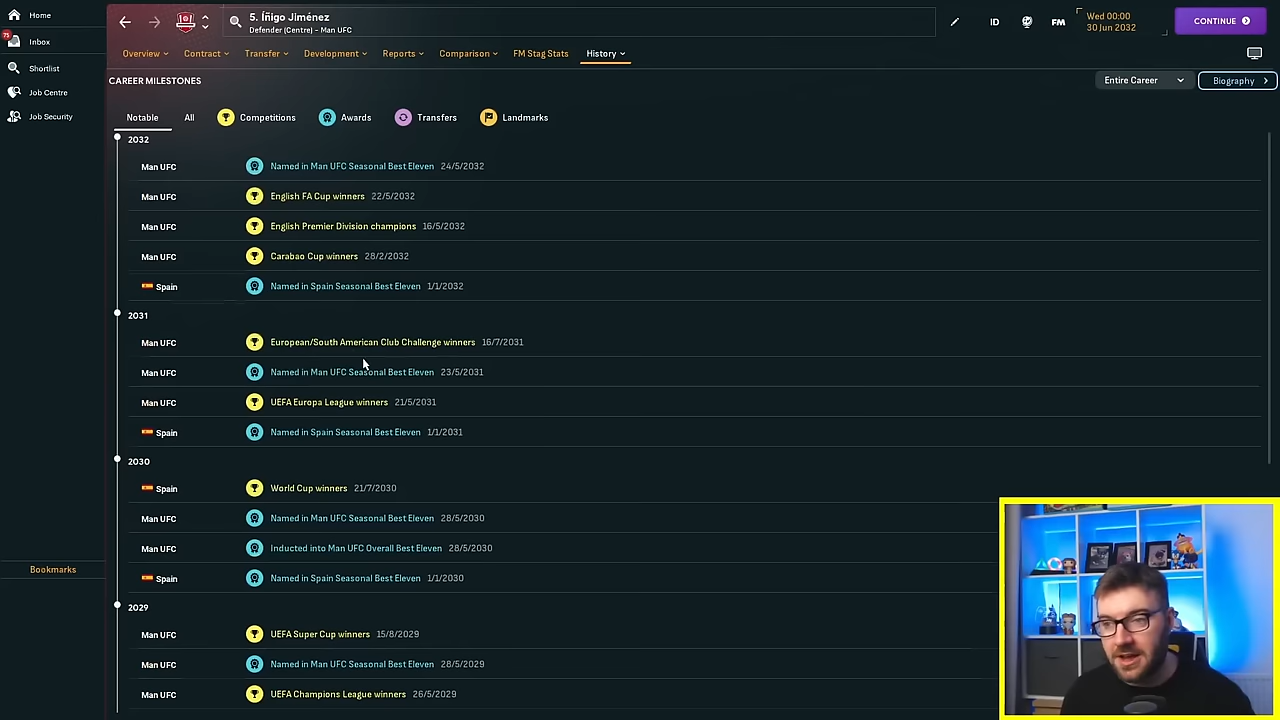 Home
75
Inbox
Shortlist
Job Centre
Job Security
Bookmarks
5. Íñigo Jiménez
Defender (Centre) - Man UFC
ID
FM
Wed 00:00
30 Jun 2032
CONTINUE
Overview
Contract
Transfer
Development
Reports
Comparison
FM Stag Stats
History
CAREER MILESTONES
Entire Career
Biography
Notable
All
Competitions
Awards
Transfers
Landmarks
2032
Man UFC Named in Man UFC Seasonal Best Eleven 24/5/2032
Man UFC English FA Cup winners 22/5/2032
Man UFC English Premier Division champions 16/5/2032
Man UFC Carabao Cup winners 28/2/2032
Spain Named in Spain Seasonal Best Eleven 1/1/2032
2031
Man UFC European/South American Club Challenge winners 16/7/2031
Man UFC Named in Man UFC Seasonal Best Eleven 23/5/2031
Man UFC UEFA Europa League winners 21/5/2031
Spain Named in Spain Seasonal Best Eleven 1/1/2031
2030
Spain World Cup winners 21/7/2030
Man UFC Named in Man UFC Seasonal Best Eleven 28/5/2030
Man UFC Inducted into Man UFC Overall Best Eleven 28/5/2030
Spain Named in Spain Seasonal Best Eleven 1/1/2030
2029
Man UFC UEFA Super Cup winners 15/8/2029
Man UFC Named in Man UFC Seasonal Best Eleven 28/5/2029
Man UFC UEFA Champions League winners 26/5/2029